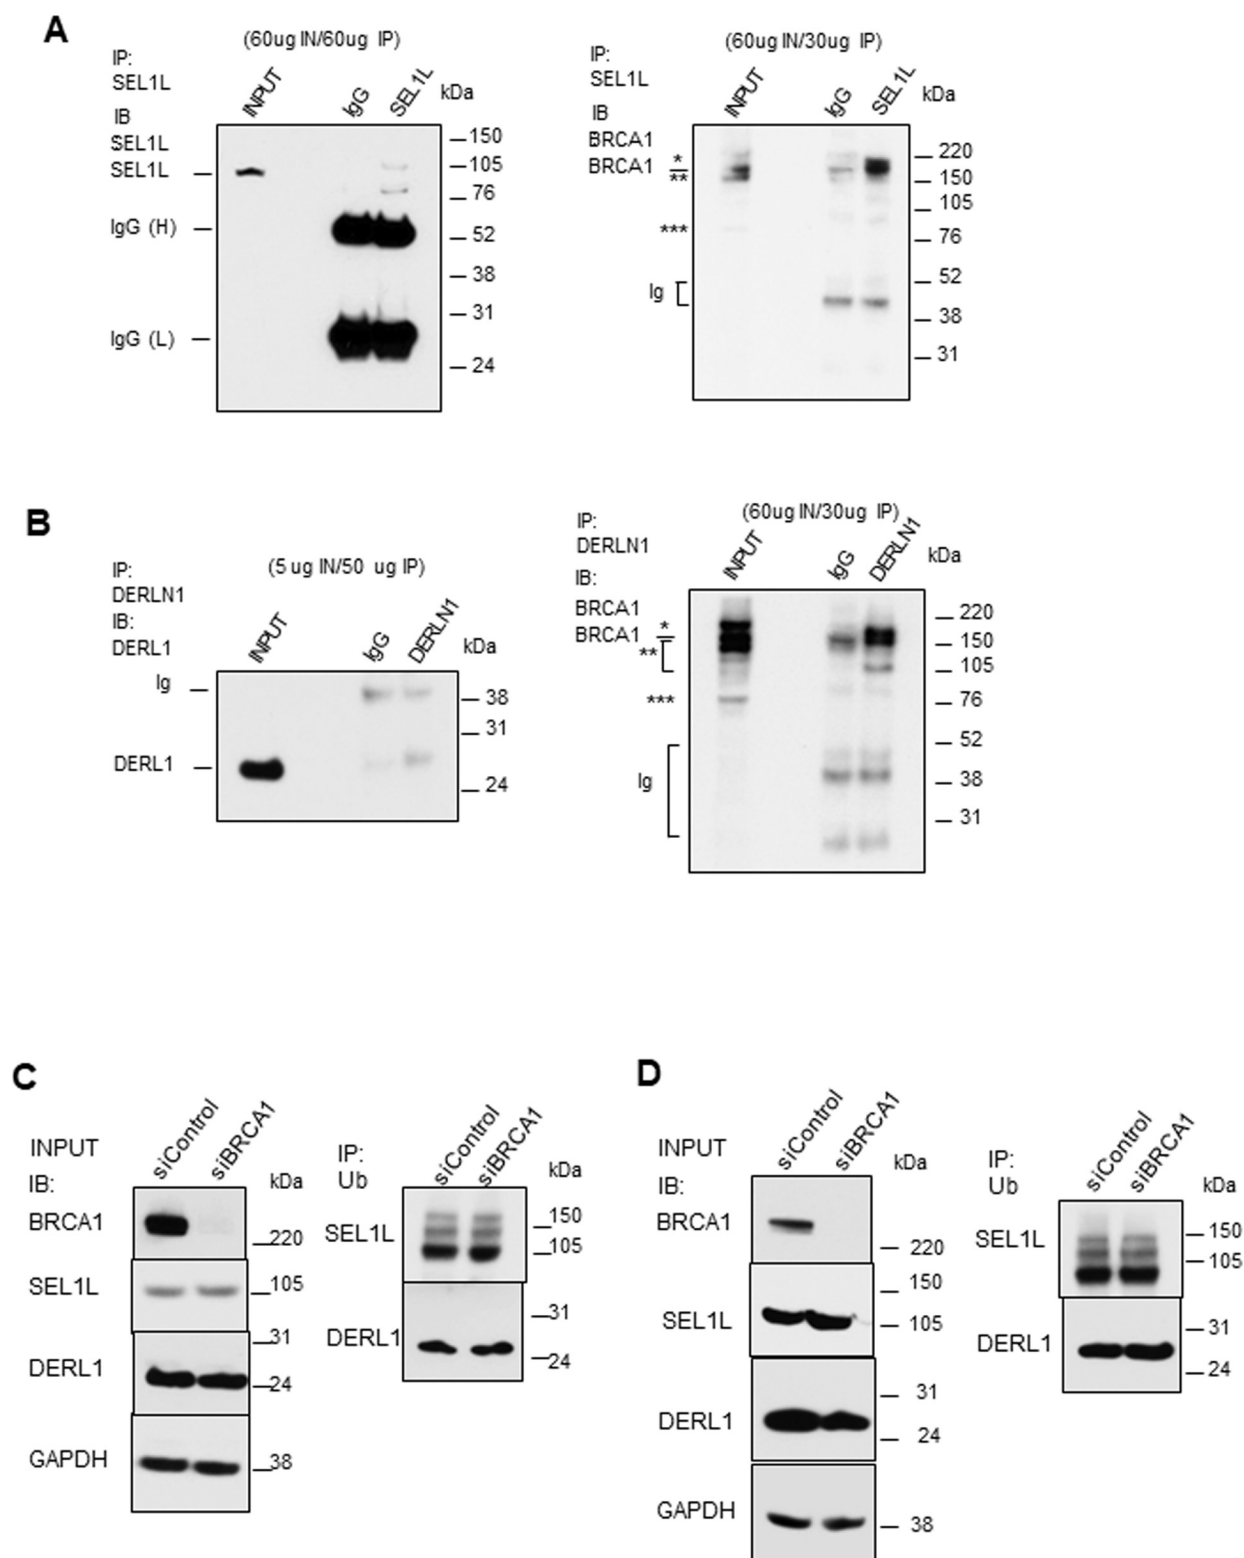 A
(60ug IN/60ug IP)
IP:
SEL1L
IB
SEL1L
SEL1L
IgG (H)
IgG (L)
INPUT
IgG
SEL1L
kDa
150
105
76
52
38
31
24
(60ug IN/30ug IP)
IP:
SEL1L
IB
BRCA1
BRCA1
*
**
***
Ig
INPUT
IgG
SEL1L
kDa
220
150
105
76
52
38
31
B
(5 ug IN/50 ug IP)
IP:
DERLN1
IB:
DERL1
Ig
DERL1
INPUT
IgG
DERLN1
kDa
38
31
24
(60ug IN/30ug IP)
IP:
DERLN1
IB:
BRCA1
BRCA1
*
**
***
Ig
INPUT
IgG
DERLN1
kDa
220
150
105
76
52
38
31
C
INPUT
IB:
siControl
siBRCA1
kDa
BRCA1
220
SEL1L
105
31
DERL1
24
GAPDH
38
IP:
Ub
siControl
siBRCA1
kDa
SEL1L
150
105
DERL1
31
24
D
INPUT
IB:
siControl
siBRCA1
kDa
BRCA1
220
150
SEL1L
105
31
DERL1
24
GAPDH
38
IP:
Ub
siControl
siBRCA1
kDa
SEL1L
150
105
DERL1
31
24